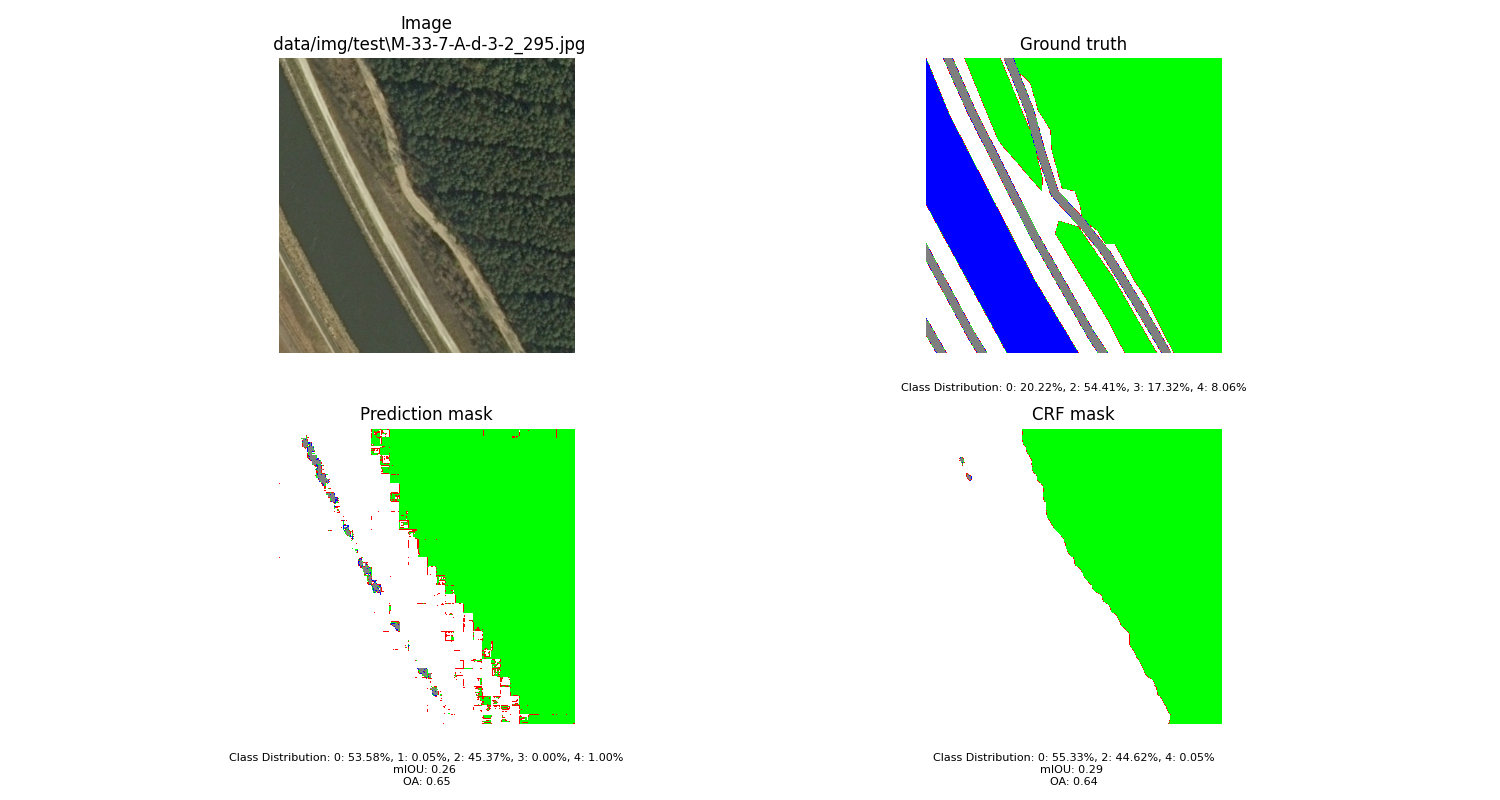 Image
data/img/test\M-33-7-A-d-3-2_295.jpg
Ground truth
Class Distribution: 0: 20.22%, 2: 54.41%, 3: 17.32%, 4: 8.06%
Prediction mask
CRF mask
Class Distribution: 0: 53.58%, 1: 0.05%, 2: 45.37%, 3: 0.00%, 4: 1.00%
mIOU: 0.26
OA: 0.65
Class Distribution: 0: 55.33%, 2: 44.62%, 4: 0.05%
mIOU: 0.29
OA: 0.64